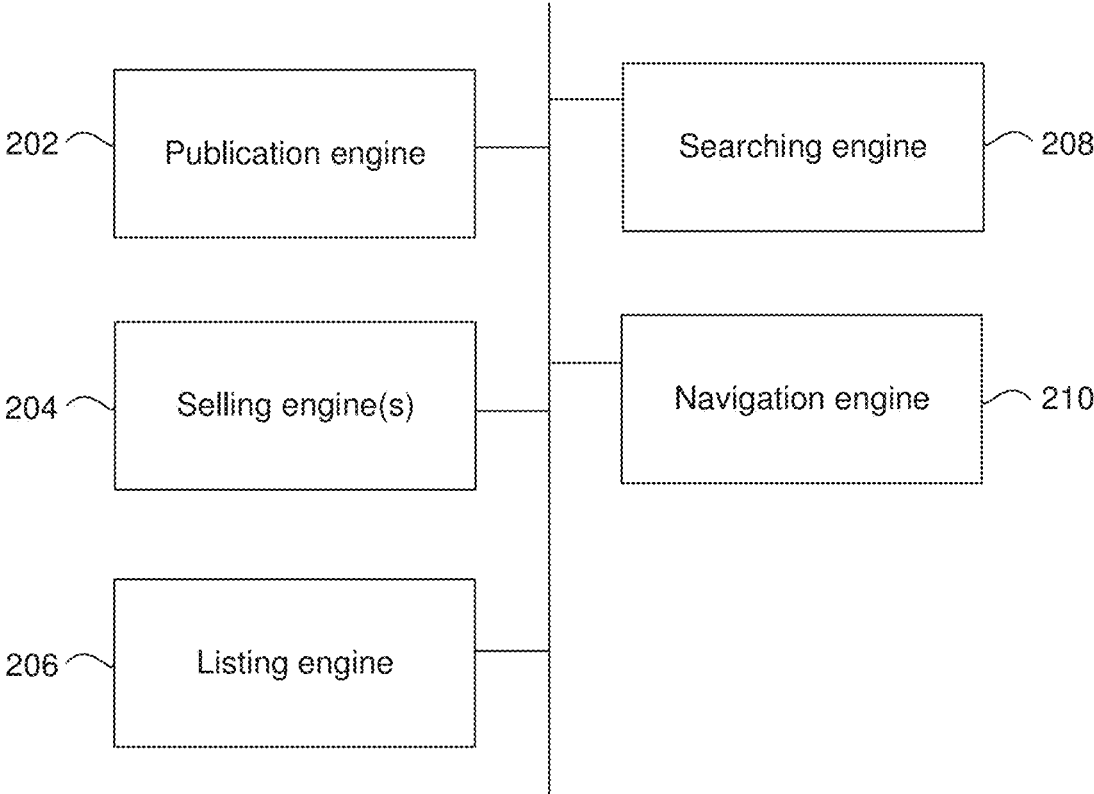 202
Publication engine
204
Selling engine(s)
206
Listing engine
Searching engine
208
Navigation engine
210